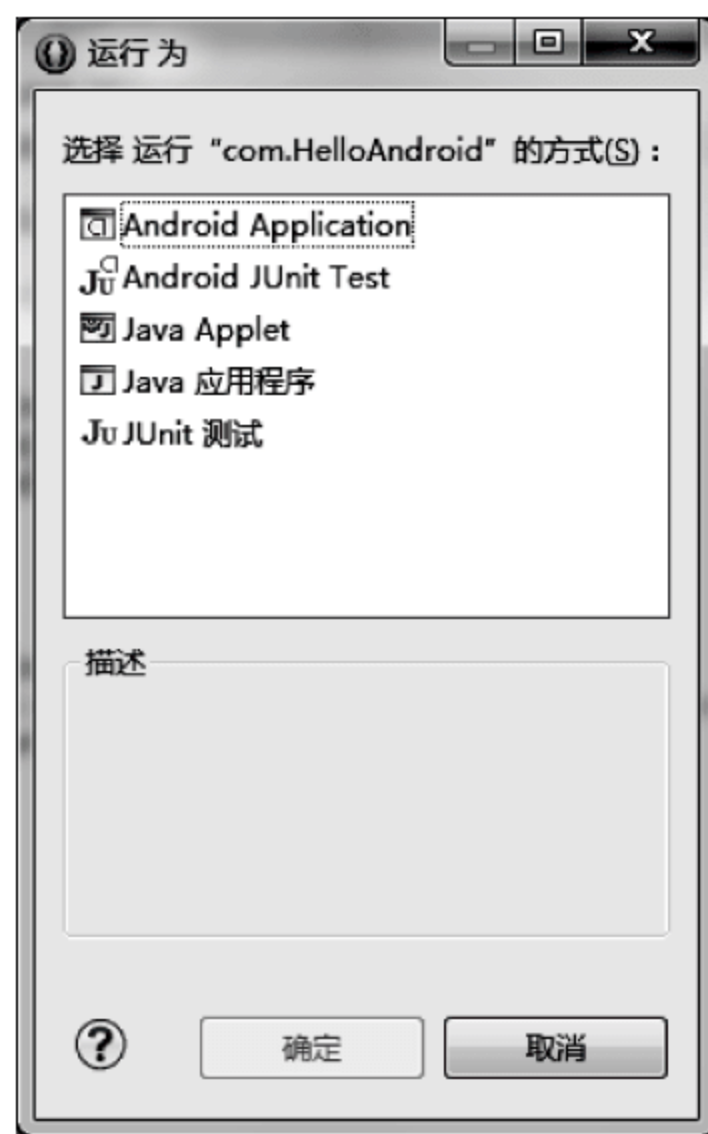 运行 为
选择 运行 “com.HelloAndroid” 的方式(S)：
Android Application
Android JUnit Test
Java Applet
Java 应用程序
JUnit 测试
描述
确定
取消